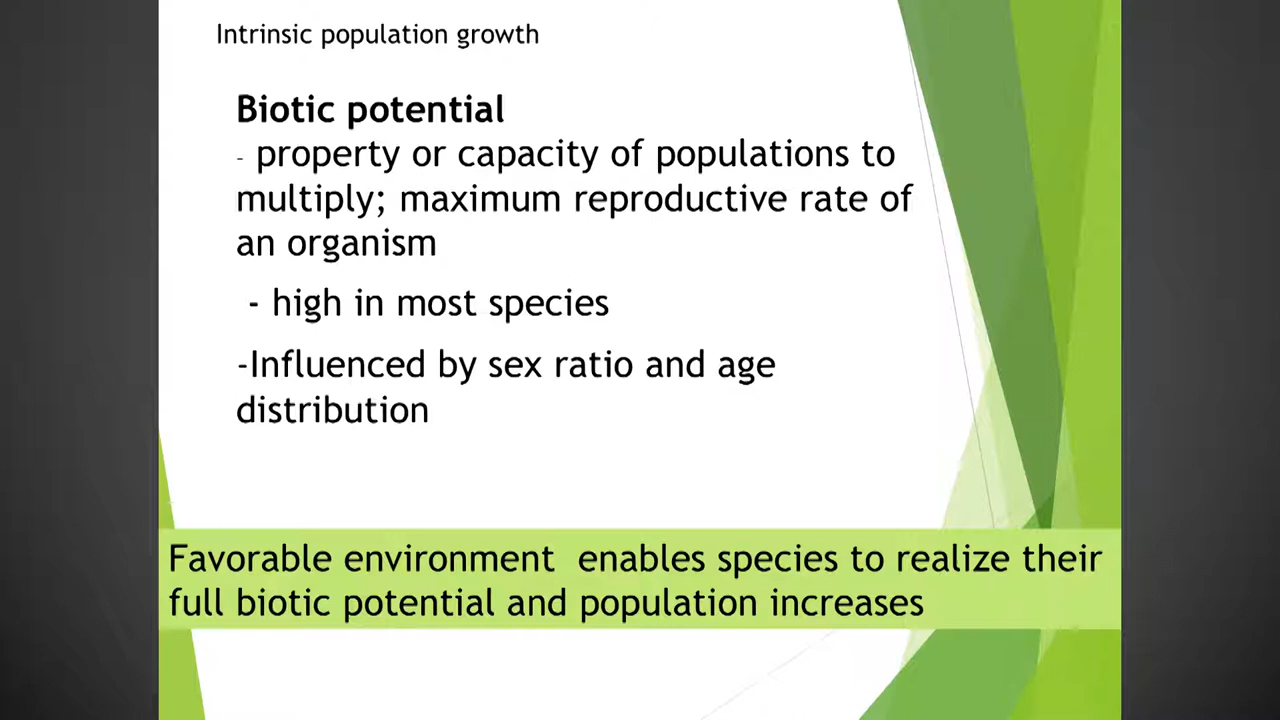 Intrinsic population growth
Biotic potential
- property or capacity of populations to
multiply; maximum reproductive rate of
an organism
- high in most species
-Influenced by sex ratio and age
distribution
Favorable environment  enables species to realize their
full biotic potential and population increases